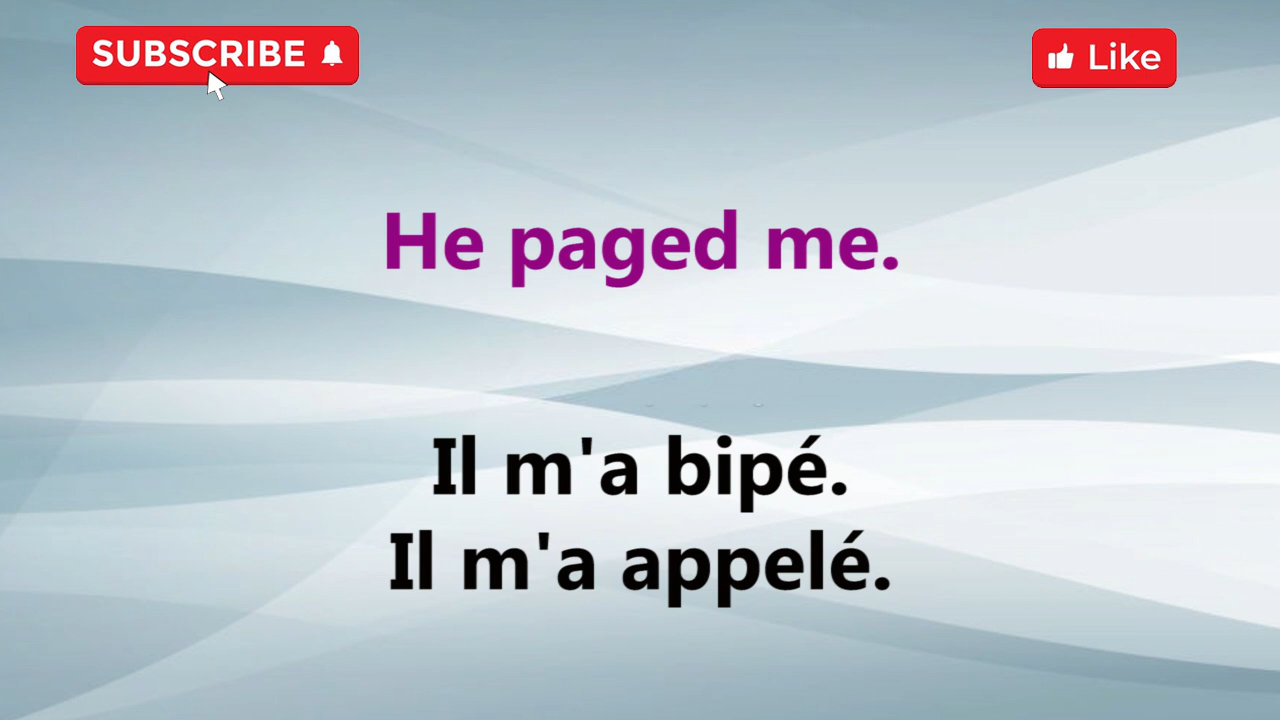 SUBSCRIBE
Like
He paged me.
Il m'a bipé.
Il m'a appelé.